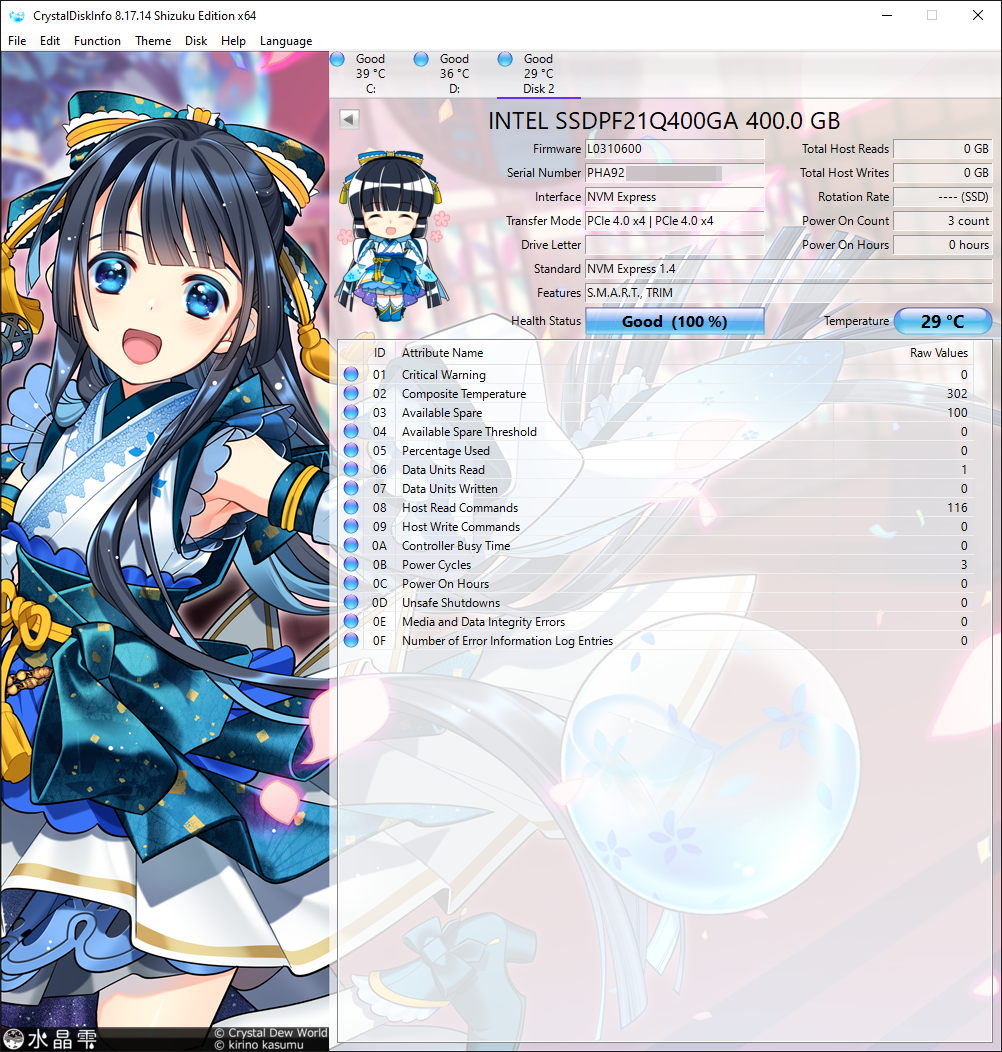 CrystalDiskInfo 8.17.14 Shizuku Edition x64
File Edit Function Theme Disk Help Language
Good Good Good
39 °C 36 °C 29 °C
C: D: Disk 2
INTEL SSDPF21Q400GA 400.0 GB
Firmware L0310600 Total Host Reads 0 GB
Serial Number PHA92 Total Host Writes 0 GB
Interface NVM Express Rotation Rate ---- (SSD)
Transfer Mode PCIe 4.0 x4 | PCIe 4.0 x4 Power On Count 3 count
Drive Letter Power On Hours 0 hours
Standard NVM Express 1.4
Features S.M.A.R.T., TRIM
Health Status Good (100 %) Temperature 29 °C
ID Attribute Name Raw Values
01 Critical Warning 0
02 Composite Temperature 302
03 Available Spare 100
04 Available Spare Threshold 0
05 Percentage Used 0
06 Data Units Read 1
07 Data Units Written 0
08 Host Read Commands 116
09 Host Write Commands 0
0A Controller Busy Time 0
0B Power Cycles 3
0C Power On Hours 0
0D Unsafe Shutdowns 0
0E Media and Data Integrity Errors 0
0F Number of Error Information Log Entries 0
水晶雫
© Crystal Dew World
© kirino kasumu